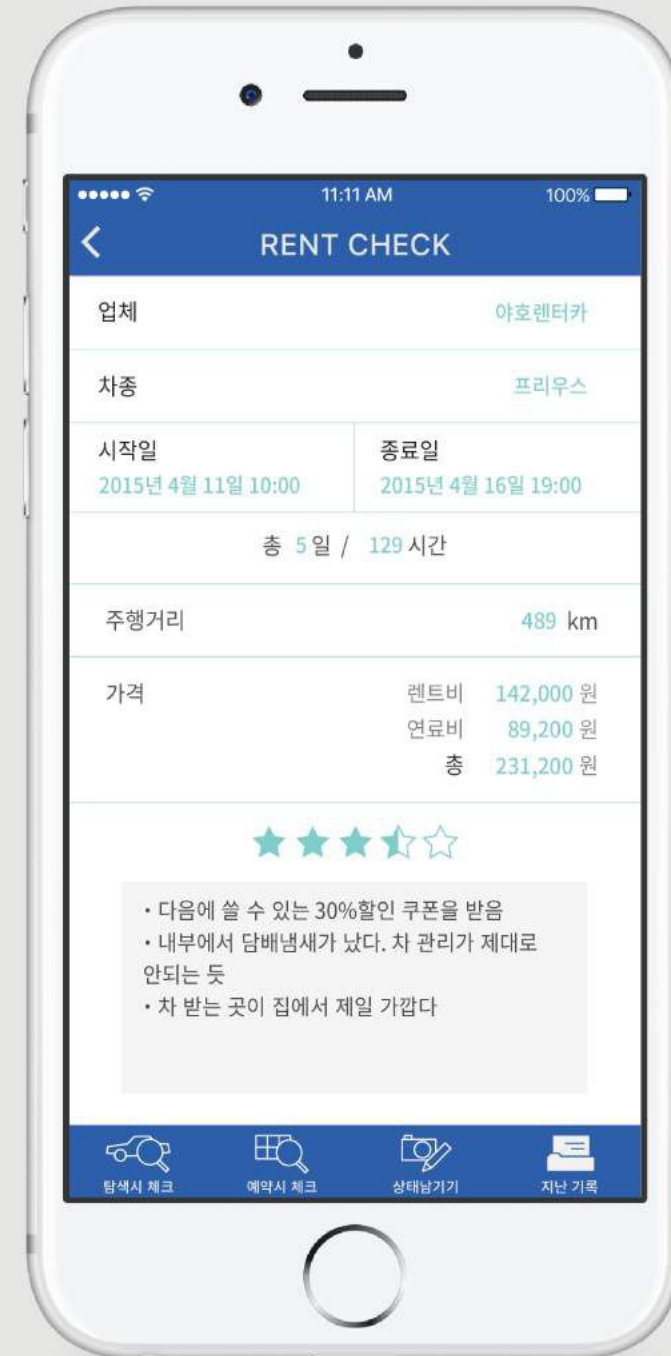 11:11 AM 100%
RENT CHECK
업체 야호렌터카
차종 프리우스
시작일 종료일
2015년 4월 11일 10:00 2015년 4월 16일 19:00
총 5일 / 129시간
주행거리 489 km
가격 렌트비 142,000 원
연료비 89,200 원
총 231,200 원
• 다음에 쓸 수 있는 30%할인 쿠폰을 받음
• 내부에서 담배냄새가 났다. 차 관리가 제대로
안되는 듯
• 차 받는 곳이 집에서 제일 가깝다
탐색시 체크 예약시 체크 상태남기기 지난 기록